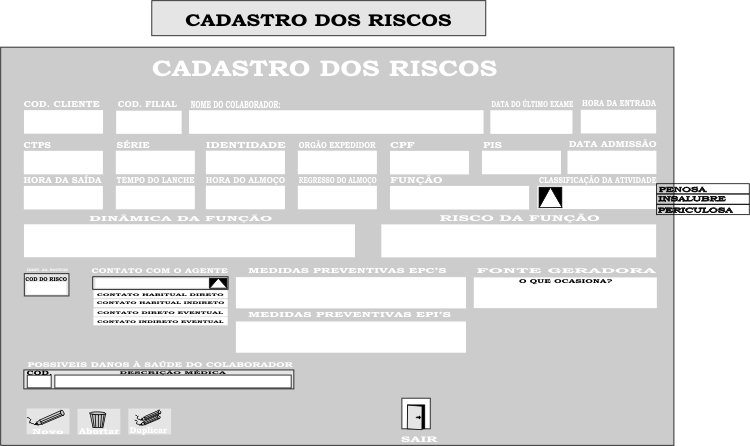 CADASTRO DOS RISCOS
CADASTRO DOS RISCOS
COD. CLIENTE COD. FILIAL NOME DO COLABORADOR: DATA DO ÚLTIMO EXAME HORA DA ENTRADA
CTPS SÉRIE IDENTIDADE ORGÃO EXPEDIDOR CPF PIS DATA ADMISSÃO
HORA DA SAÍDA TEMPO DO LANCHE HORA DO ALMOÇO REGRESSO DO ALMOÇO FUNÇÃO CLASSIFICAÇÃO DA ATIVIDADE
PENOSA
INSALUBRE
PERICULOSA
DINÂMICA DA FUNÇÃO RISCO DA FUNÇÃO
CONTATO COM O AGENTE MEDIDAS PREVENTIVAS EPC'S FONTE GERADORA
COD DO RISCO
O QUE OCASIONA?
CONTATO HABITUAL DIRETO
CONTATO HABITUAL INDIRETO
CONTATO DIRETO EVENTUAL
CONTATO INDIRETO EVENTUAL
MEDIDAS PREVENTIVAS EPI'S
POSSIVEIS DANOS À SAÚDE DO COLABORADOR
COD. DESCRIÇÃO MÉDICA
Novo Abortar Duplicar
SAIR